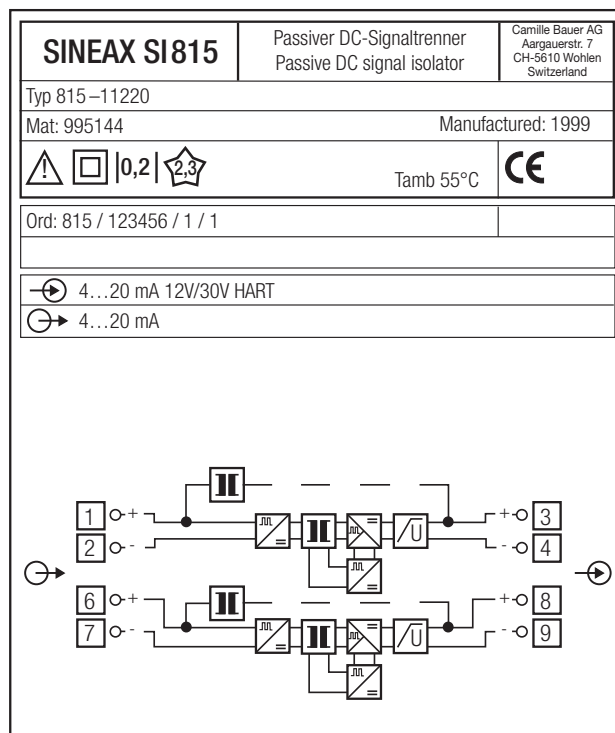 SINEAX SI 815
Passiver DC-Signaltrenner
Passive DC signal isolator
Camille Bauer AG
Aargauerstr. 7
CH-5610 Wohlen
Switzerland
Typ 815–11220
Mat: 995144
Manufactured: 1999
0,2
2,3
Tamb 55°C
CE
Ord: 815 / 123456 / 1 / 1
4…20 mA 12V/30V HART
4…20 mA
1 + + 3
2 - - 4
U
6 + + 8
7 - - 9
U